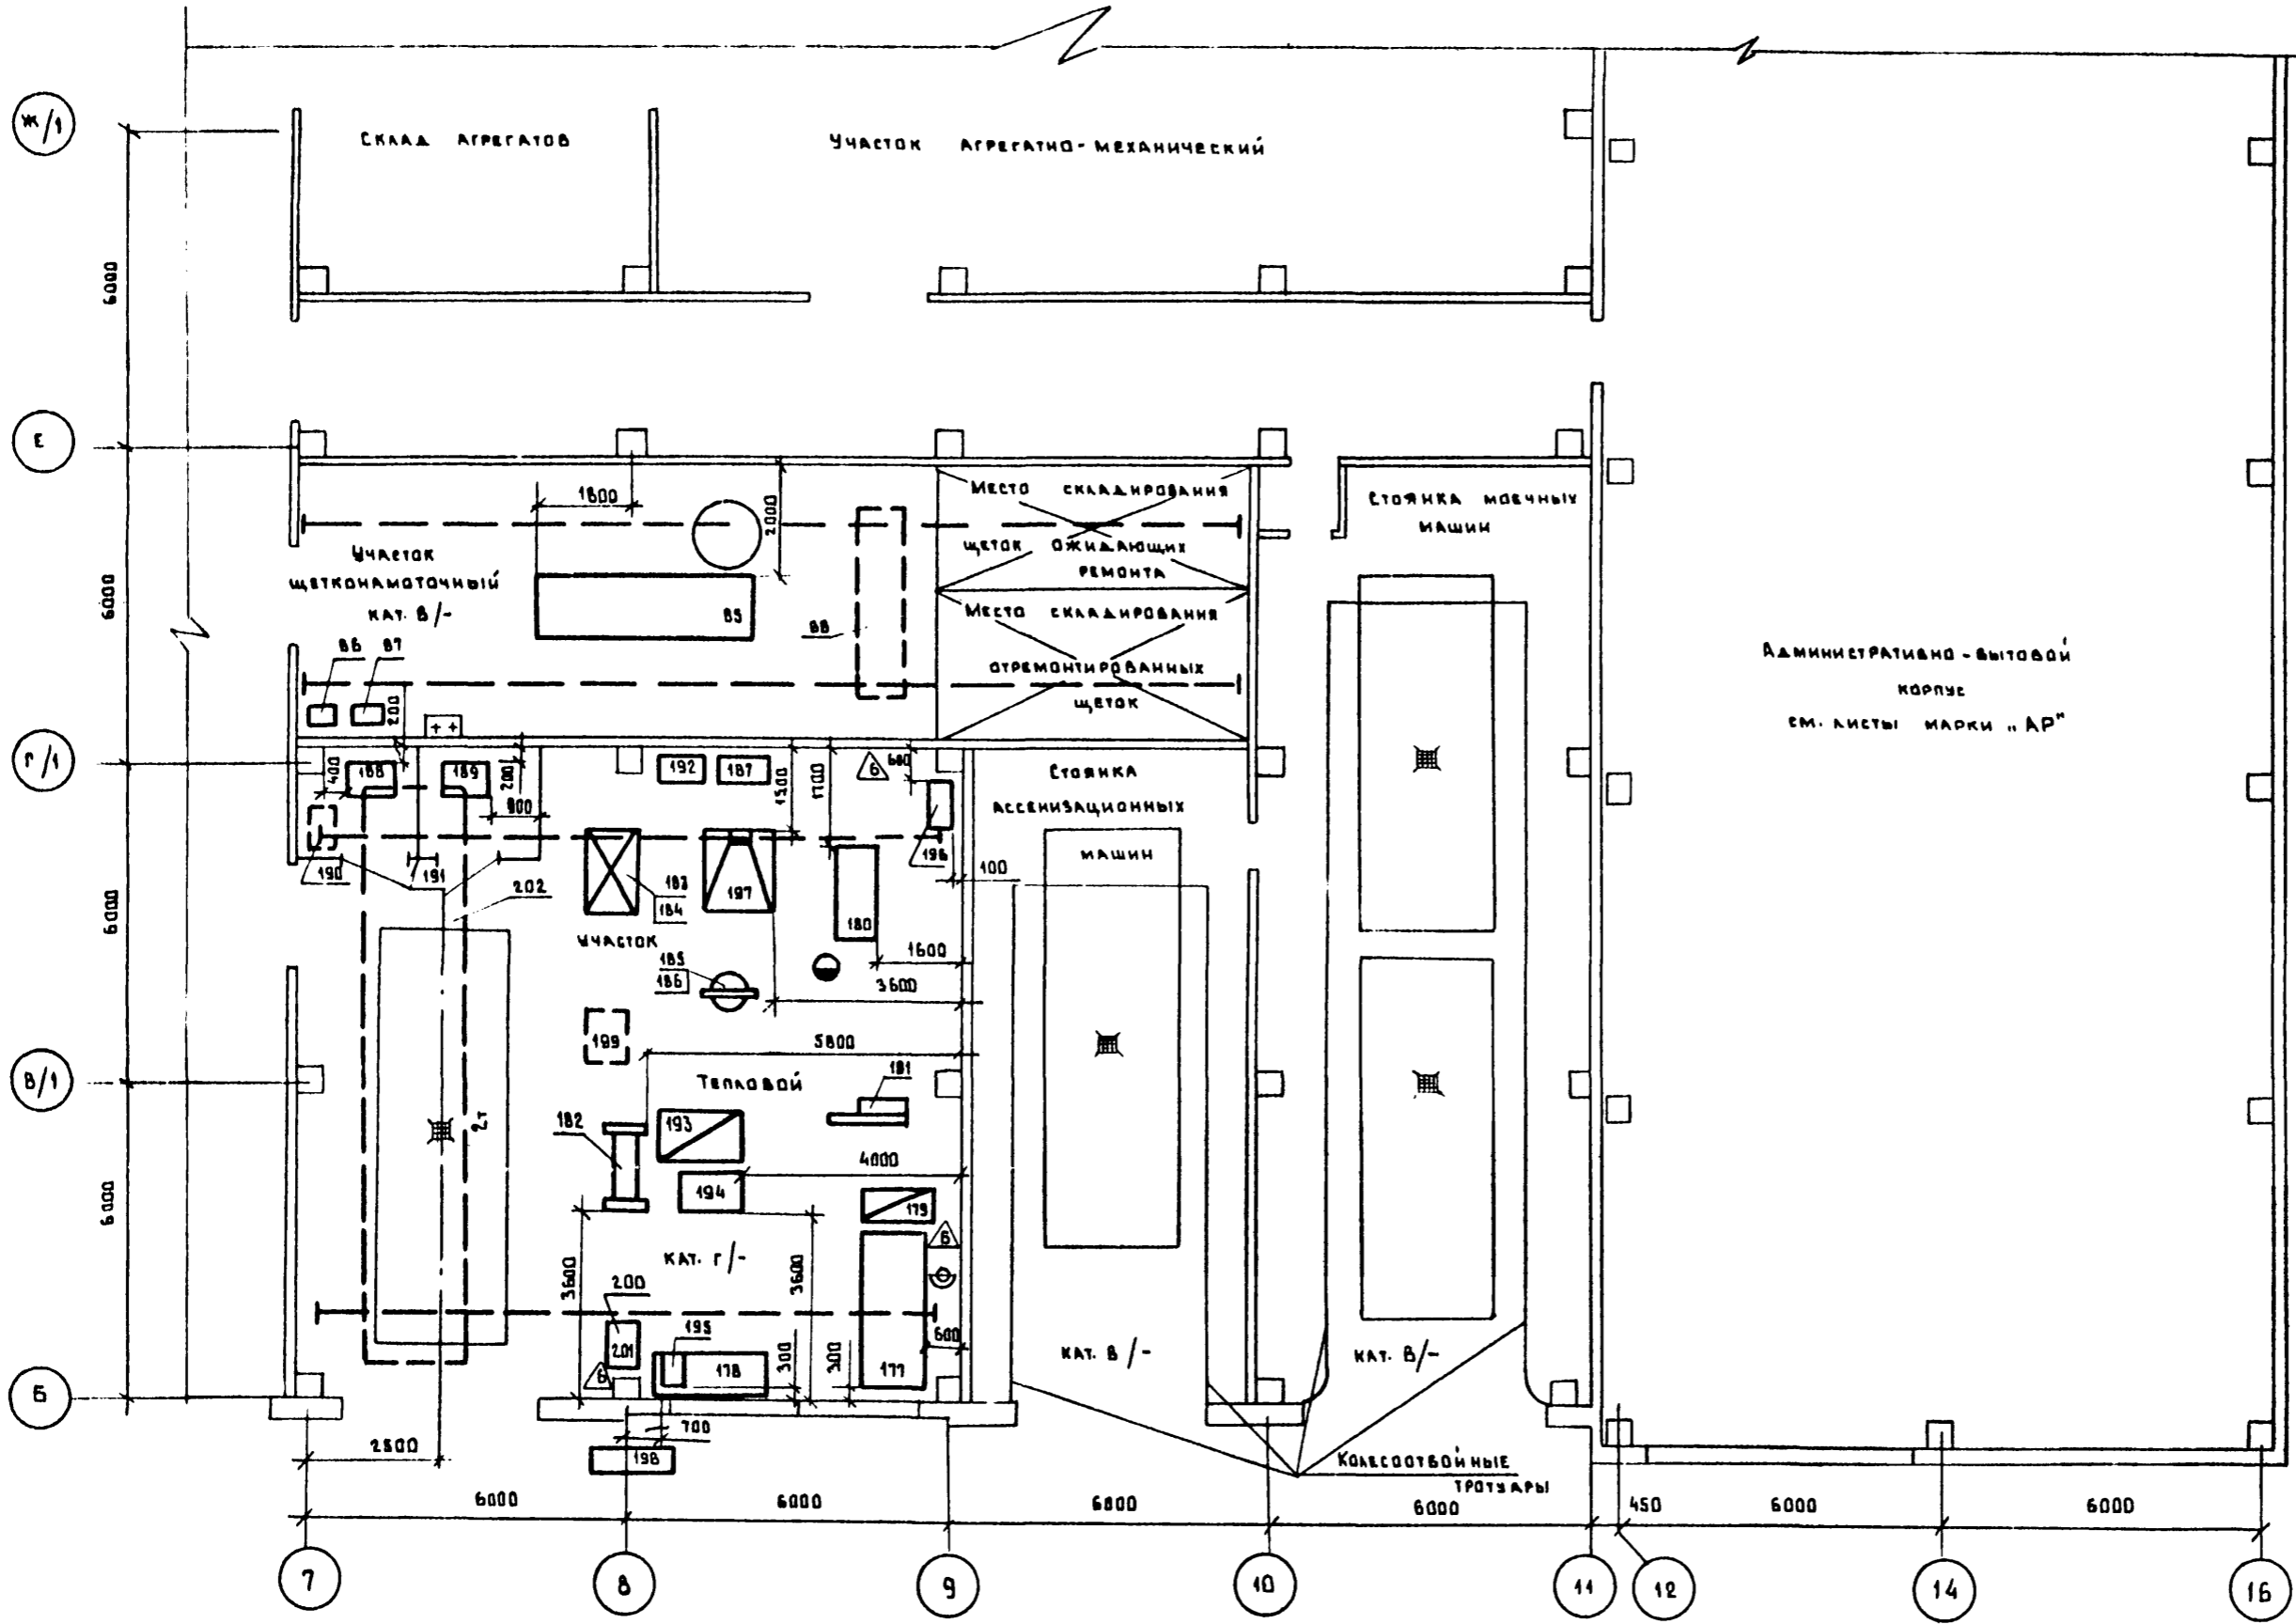 Ж/1
СКЛАД АГРЕГАТОВ
УЧАСТОК АГРЕГАТНО-МЕХАНИЧЕСКИЙ
6000
Е
1800
2000
МЕСТО СКЛАДИРОВАНИЯ
ЩЕТОК ОЖИДАЮЩИХ
РЕМОНТА
СТОЯНКА МОЕЧНЫХ
МАШИН
УЧАСТОК
ЩЕТКОНАМОТОЧНЫЙ
КАТ. В/-
6000
85
88
МЕСТО СКЛАДИРОВАНИЯ
ОТРЕМОНТИРОВАННЫХ
ЩЕТОК
АДМИНИСТРАТИВНО-БЫТОВОЙ
КОРПУС
СМ. ЛИСТЫ МАРКИ „АР"
86
87
200
Г/1
400
188
189
200
800
192
187
1500
1700
6
600
СТОЯНКА
АССЕНИЗАЦИОННЫХ
МАШИН
190
191
202
183
184
197
180
196
100
6000
УЧАСТОК
185
186
1600
3600
199
5800
В/1
ТЕПЛОВОЙ
181
2т
182
193
4000
194
179
6
6000
КАТ. Г/-
3600
3600
200
201
195
178
6
300
300
177
600
КАТ. В/-
КАТ. В/-
Б
2500
700
198
КОЛЕСООТБОЙНЫЕ
ТРОТУАРЫ
6000
6000
6000
6000
450
6000
6000
7
8
9
10
11
12
14
16